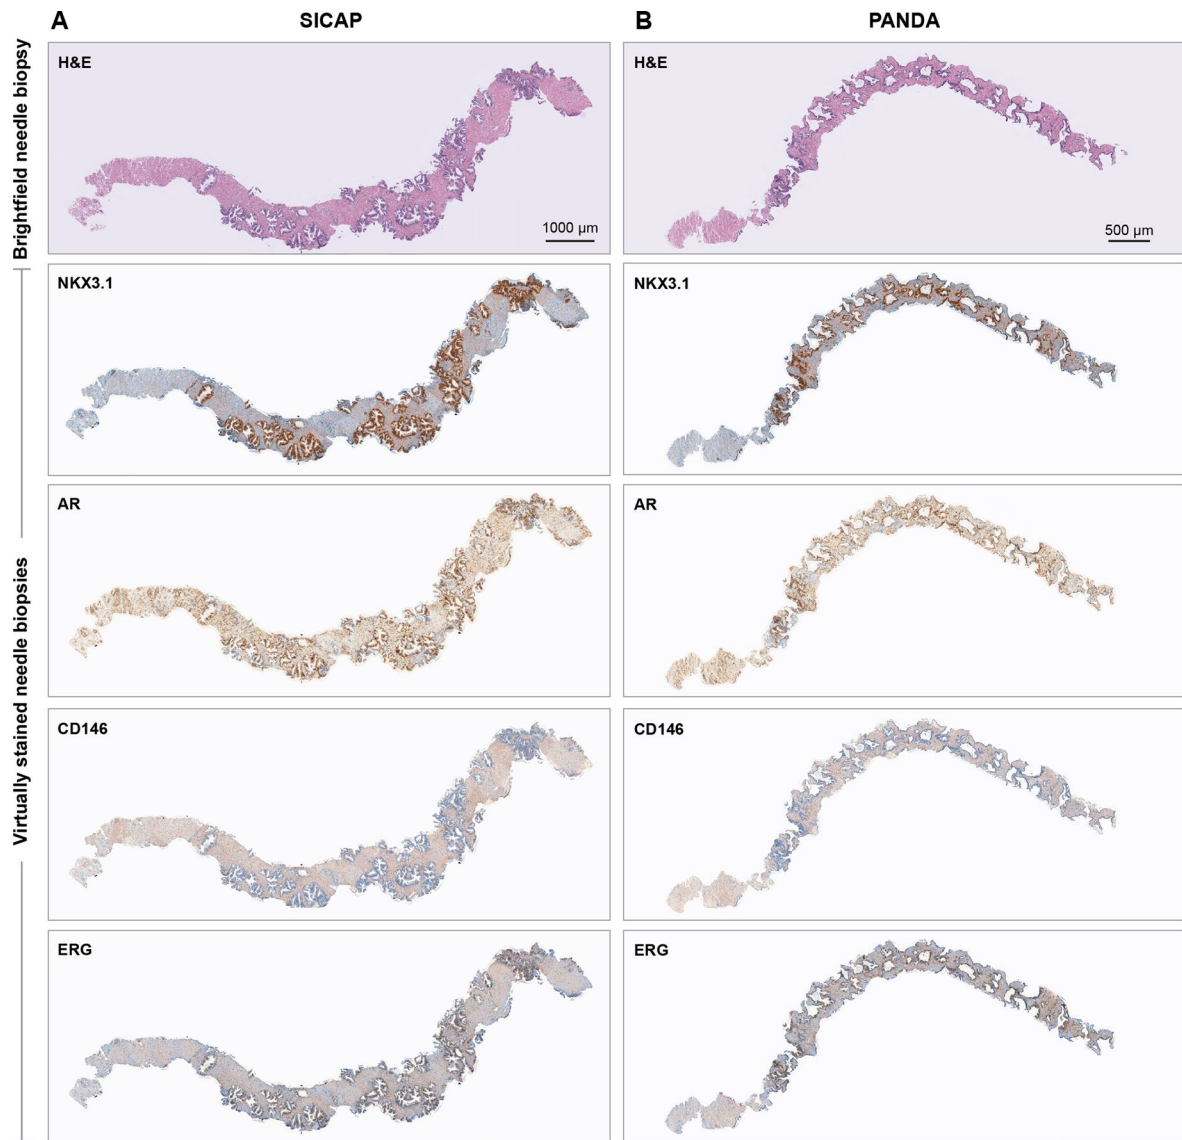 A SICAP B PANDA
Brightfield needle biopsy
H&E H&E
1000 µm 500 µm
Virtually stained needle biopsies
NKX3.1 NKX3.1
AR AR
CD146 CD146
ERG ERG